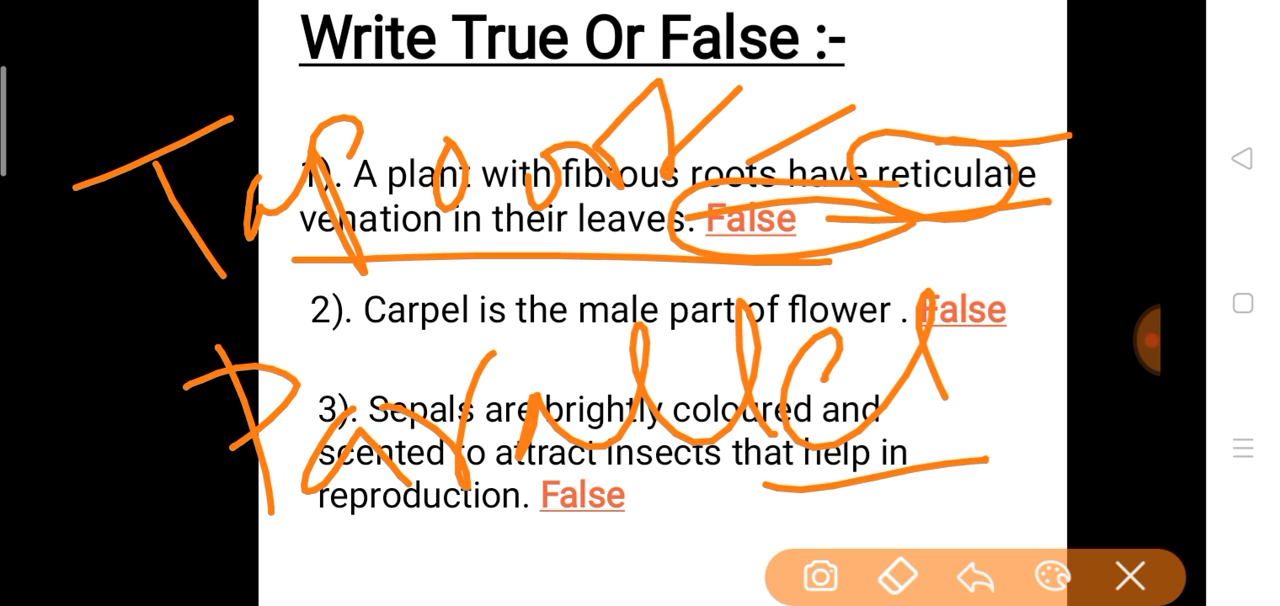 Write True Or False :-
Taproot
1). A plant with fibrous roots have reticulate
venation in their leaves. False
2). Carpel is the male part of flower . False
Parallel
3). Sepals are brightly coloured and
scented to attract insects that help in
reproduction. False